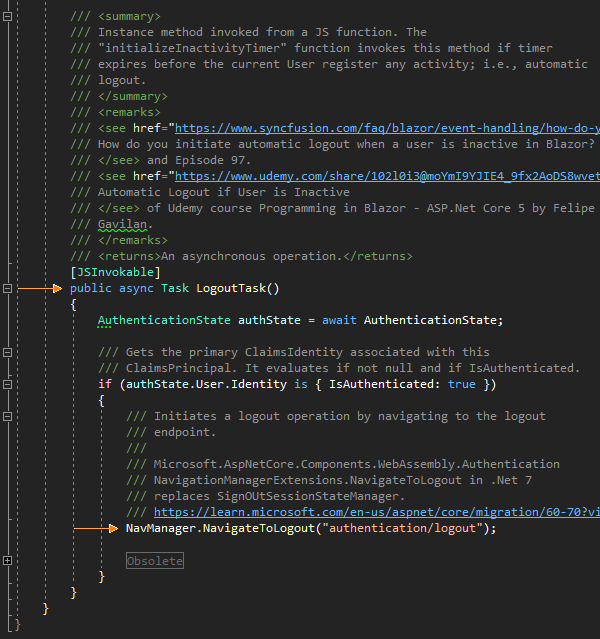 /// <summary>
/// Instance method invoked from a JS function. The
/// "initializeInactivityTimer" function invokes this method if timer
/// expires before the current User register any activity; i.e., automatic
/// logout.
/// </summary>
/// <remarks>
/// <see href="https://www.syncfusion.com/faq/blazor/event-handling/how-do-y
/// How do you initiate automatic logout when a user is inactive in Blazor?
/// </see> and Episode 97.
/// <see href="https://www.udemy.com/share/102l0i3@moYmI9YJIE4_9fx2AoDS8wvet
/// Automatic Logout if User is Inactive
/// </see> of Udemy course Programming in Blazor - ASP.Net Core 5 by Felipe
/// Gavilan.
/// </remarks>
/// <returns>An asynchronous operation.</returns>
[JSInvokable]
public async Task LogoutTask()
{
AuthenticationState authState = await AuthenticationState;
/// Gets the primary ClaimsIdentity associated with this
/// ClaimsPrincipal. It evaluates if not null and if IsAuthenticated.
if (authState.User.Identity is { IsAuthenticated: true })
{
/// Initiates a logout operation by navigating to the logout
/// endpoint.
///
/// Microsoft.AspNetCore.Components.WebAssembly.Authentication
/// NavigationManagerExtensions.NavigateToLogout in .Net 7
/// replaces SignOUtSessionStateManager.
/// https://learn.microsoft.com/en-us/aspnet/core/migration/60-70?vi
NavManager.NavigateToLogout("authentication/logout");
Obsolete
}
}
}
}